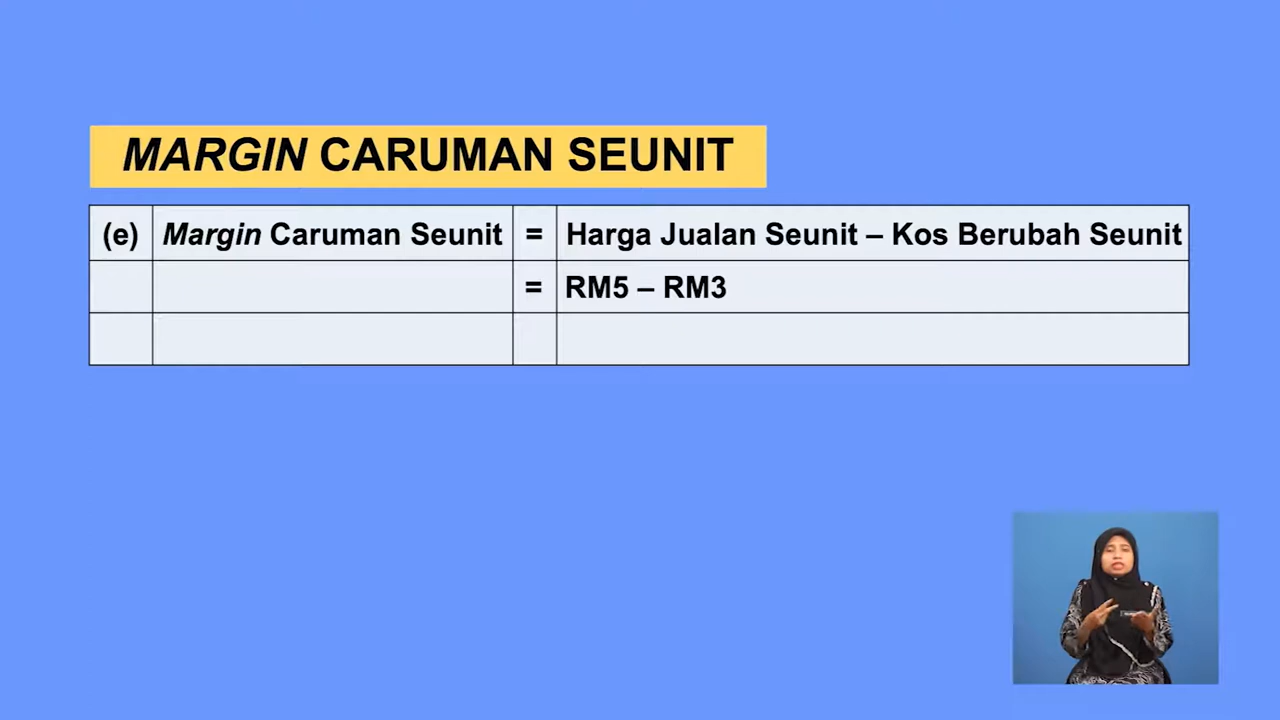 MARGIN CARUMAN SEUNIT
(e) Margin Caruman Seunit = Harga Jualan Seunit – Kos Berubah Seunit
= RM5 – RM3